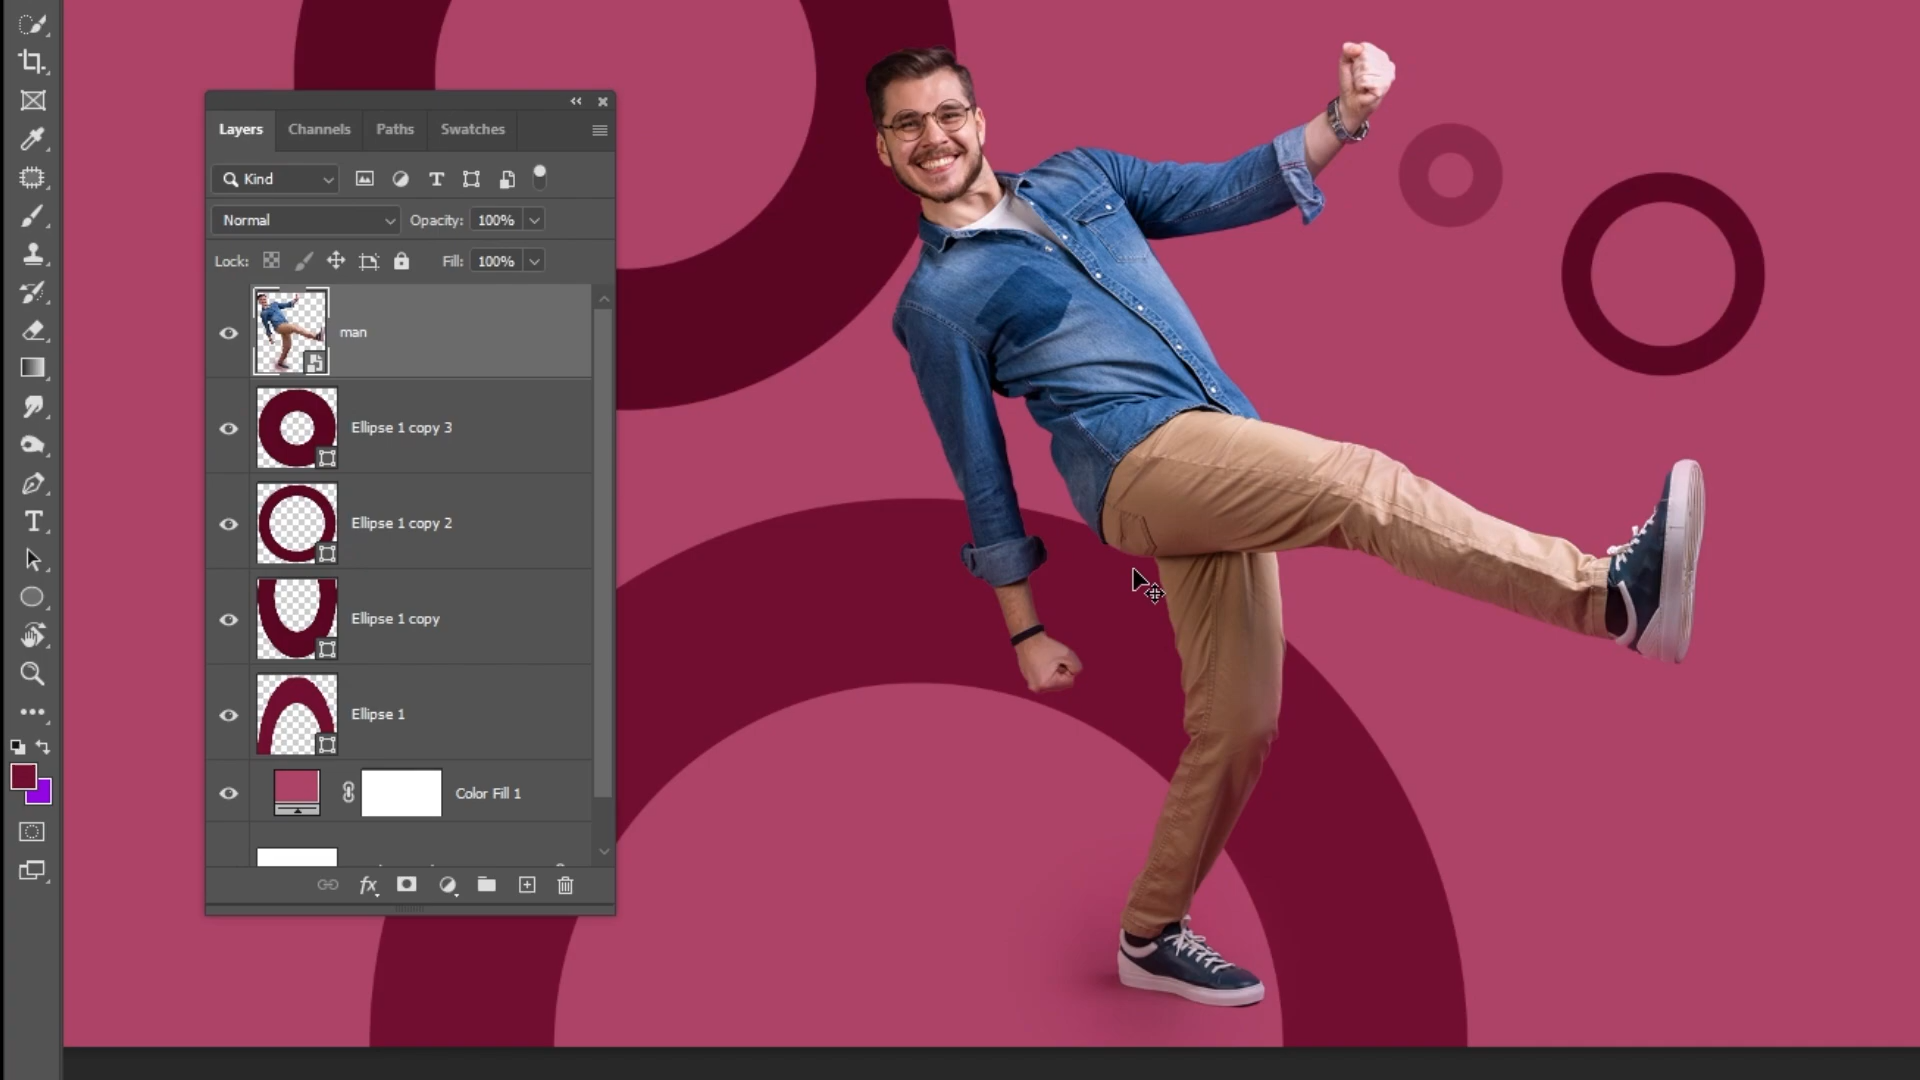 Layers Channels Paths Swatches
Kind
Normal Opacity: 100%
Lock: Fill: 100%
man
Ellipse 1 copy 3
Ellipse 1 copy 2
Ellipse 1 copy
Ellipse 1
Color Fill 1
fx